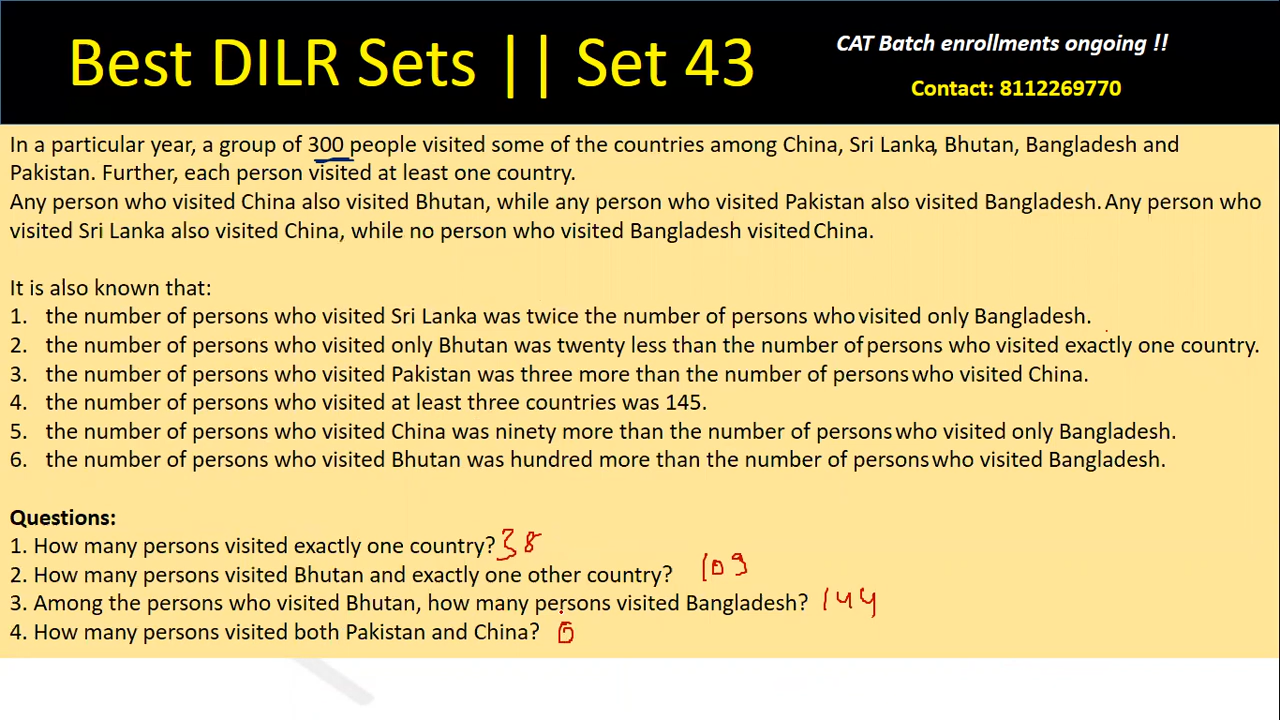 Best DILR Sets || Set 43
CAT Batch enrollments ongoing !!
Contact: 8112269770
In a particular year, a group of 300 people visited some of the countries among China, Sri Lanka, Bhutan, Bangladesh and
Pakistan. Further, each person visited at least one country.
Any person who visited China also visited Bhutan, while any person who visited Pakistan also visited Bangladesh. Any person who
visited Sri Lanka also visited China, while no person who visited Bangladesh visited China.
It is also known that:
1. the number of persons who visited Sri Lanka was twice the number of persons who visited only Bangladesh.
2. the number of persons who visited only Bhutan was twenty less than the number of persons who visited exactly one country.
3. the number of persons who visited Pakistan was three more than the number of persons who visited China.
4. the number of persons who visited at least three countries was 145.
5. the number of persons who visited China was ninety more than the number of persons who visited only Bangladesh.
6. the number of persons who visited Bhutan was hundred more than the number of persons who visited Bangladesh.
Questions:
1. How many persons visited exactly one country? 38
2. How many persons visited Bhutan and exactly one other country? 109
3. Among the persons who visited Bhutan, how many persons visited Bangladesh? 144
4. How many persons visited both Pakistan and China?